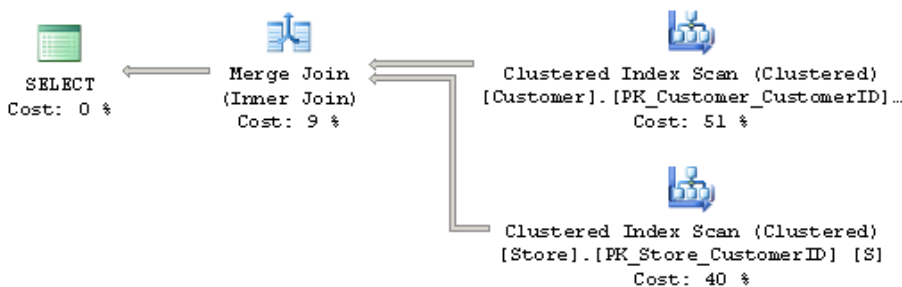 SELECT
Cost: 0 %
Merge Join
(Inner Join)
Cost: 9 %
Clustered Index Scan (Clustered)
[Customer].[PK_Customer_CustomerID]…
Cost: 51 %
Clustered Index Scan (Clustered)
[Store].[PK_Store_CustomerID] [S]
Cost: 40 %